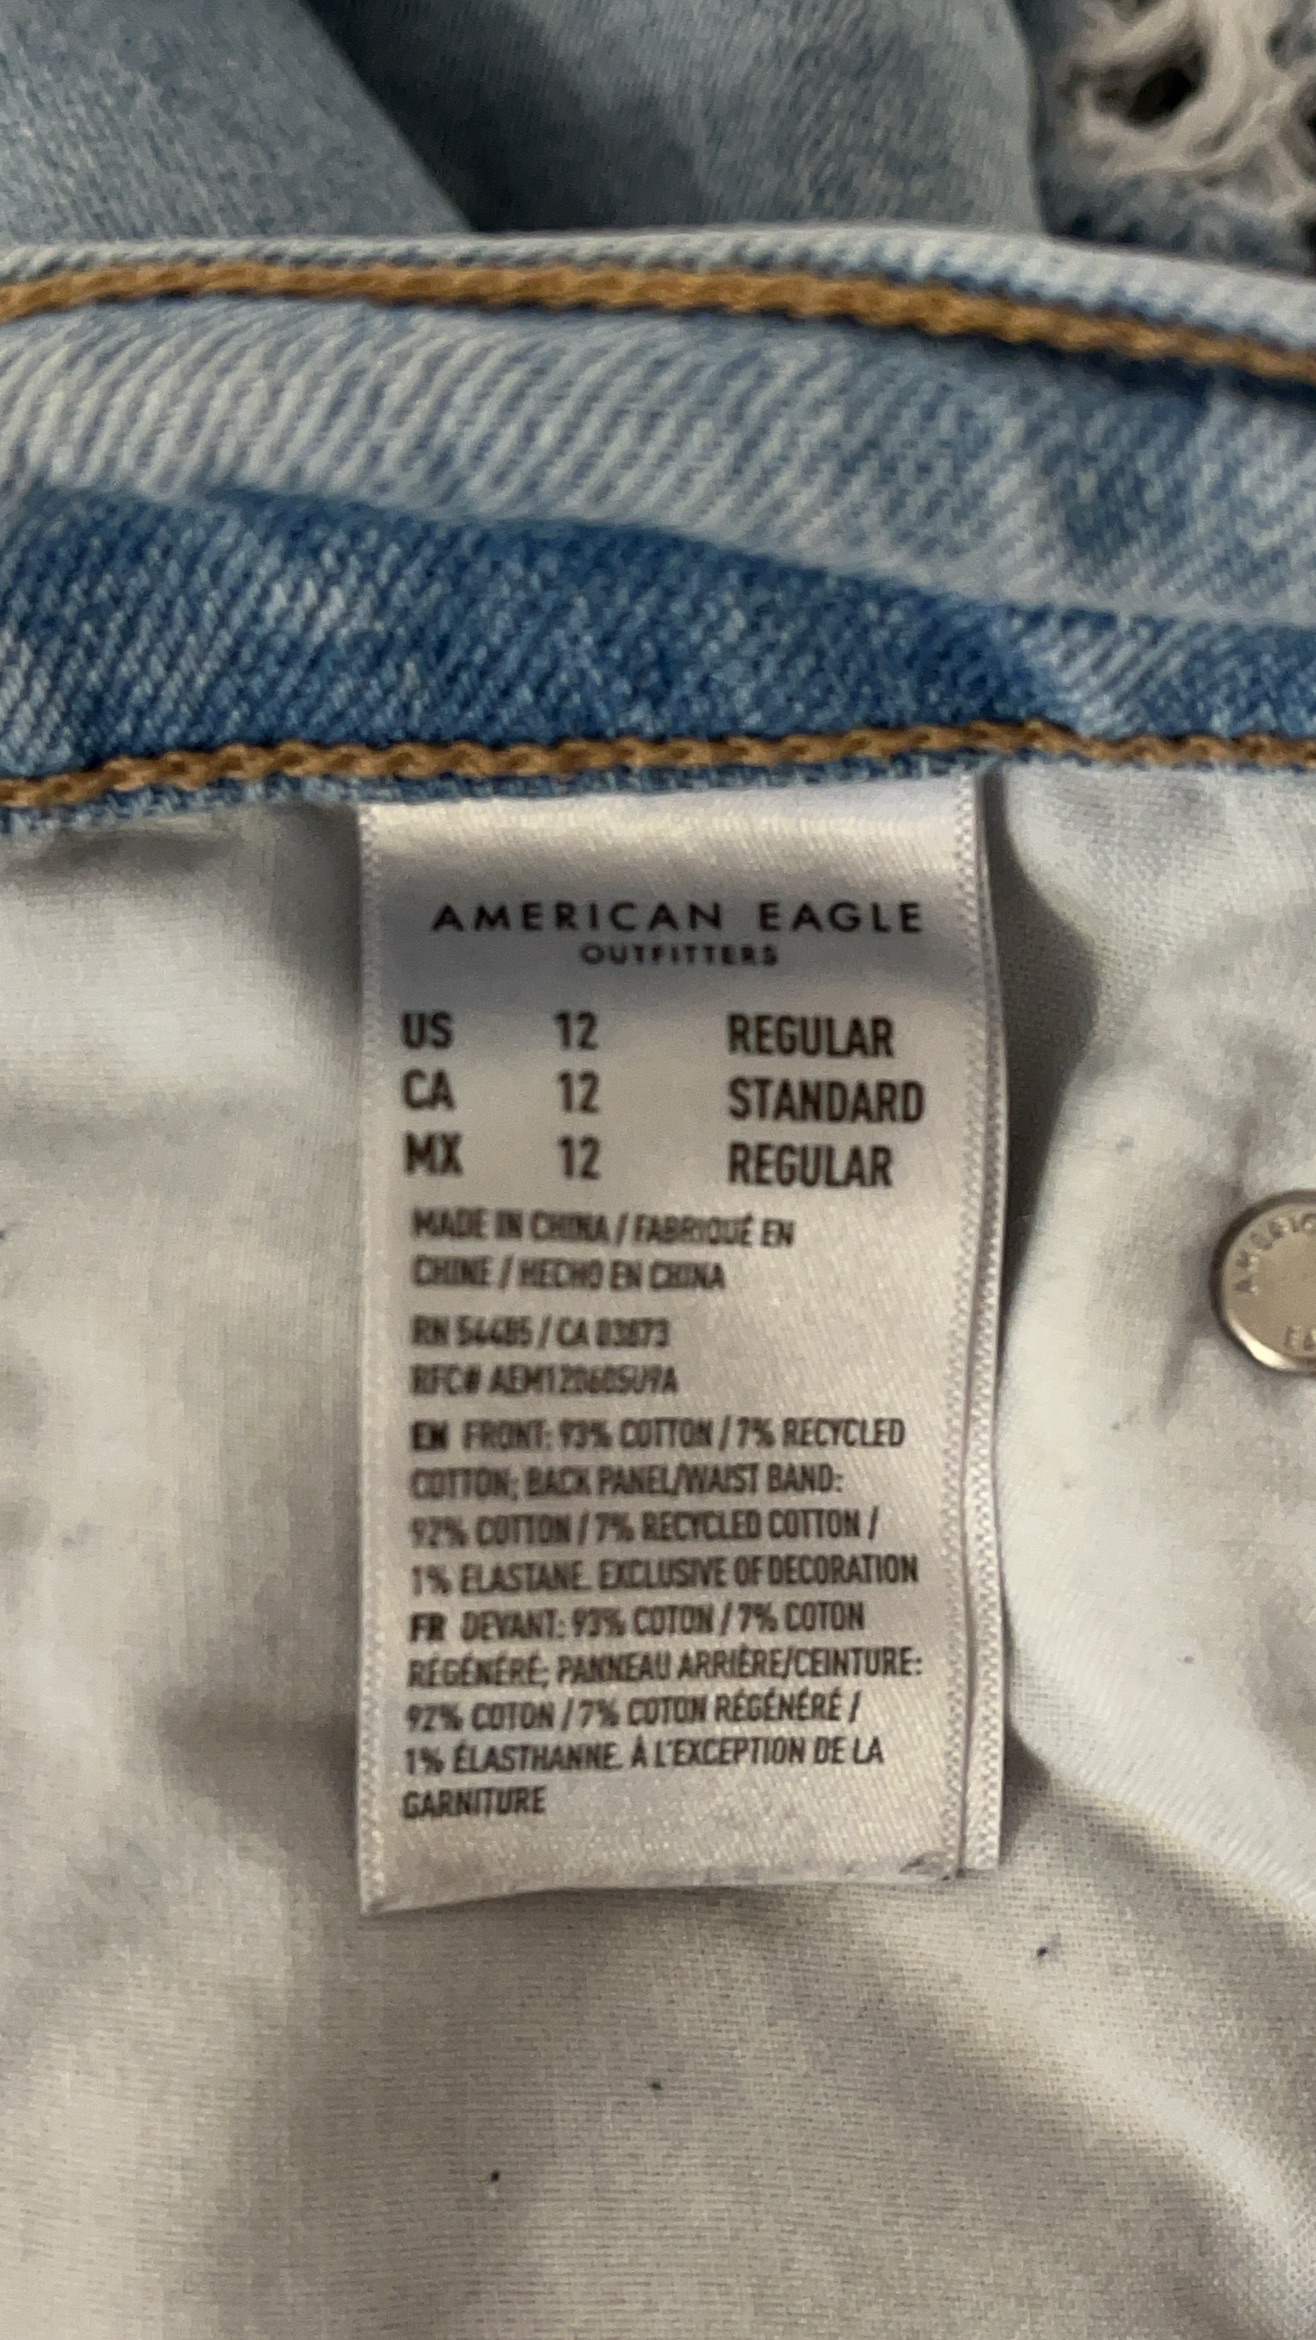 AMERICAN EAGLE
OUTFITTERS
US 12 REGULAR
CA 12 STANDARD
MX 12 REGULAR
MADE IN CHINA / FABRIQUÉ EN
CHINE / HECHO EN CHINA
RN 54485 / CA 03873
RFC# AEM120605U9A
EN FRONT: 93% COTTON / 7% RECYCLED
COTTON; BACK PANEL/WAIST BAND:
92% COTTON / 7% RECYCLED COTTON /
1% ELASTANE. EXCLUSIVE OF DECORATION
FR DEVANT: 93% COTON / 7% COTON
RÉGÉNÉRÉ; PANNEAU ARRIÈRE/CEINTURE:
92% COTON / 7% COTON RÉGÉNÉRÉ /
1% ÉLASTHANNE. À L'EXCEPTION DE LA
GARNITURE